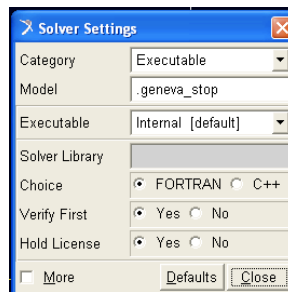 Solver Settings
Category Executable
Model .geneva_stop
Executable Internal [default]
Solver Library
Choice FORTRAN C++
Verify First Yes No
Hold License Yes No
More Defaults Close